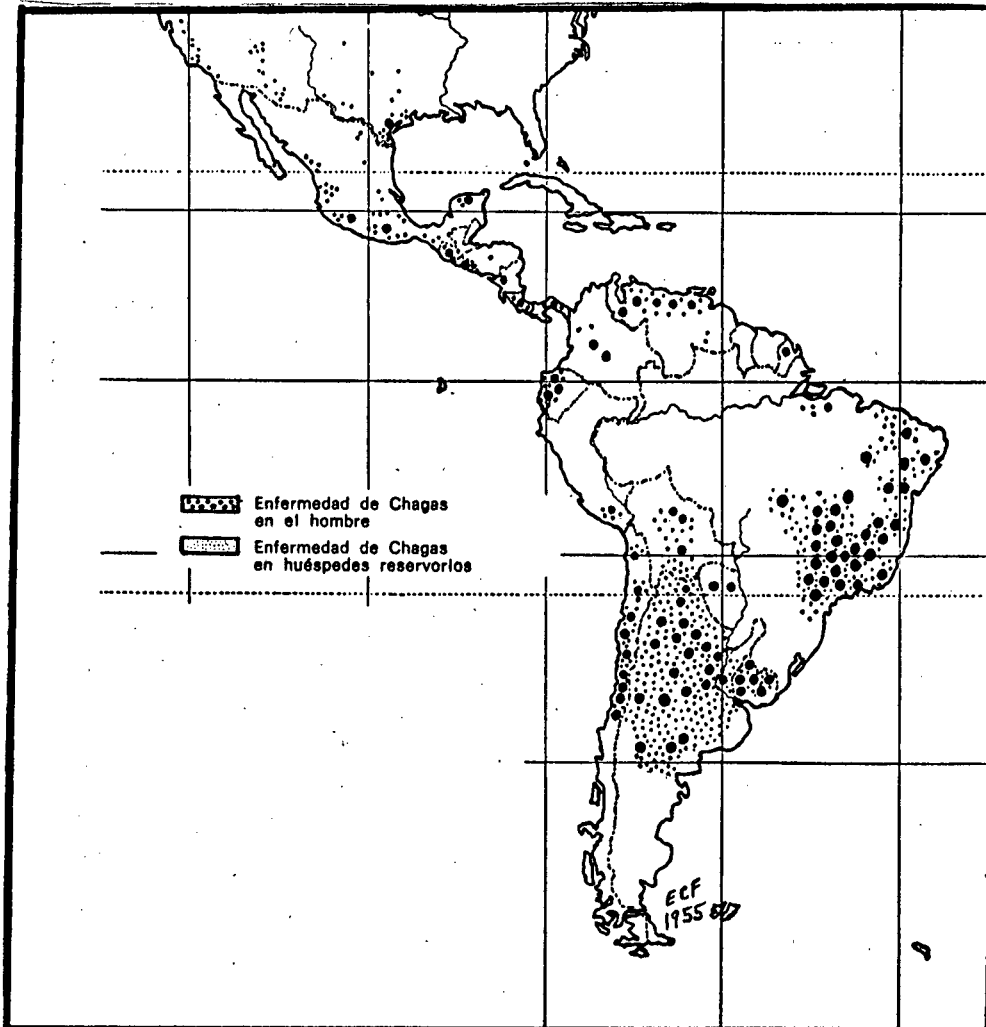 Enfermedad de Chagas
en el hombre
Enfermedad de Chagas
en huéspedes reservorios
ECF
1955